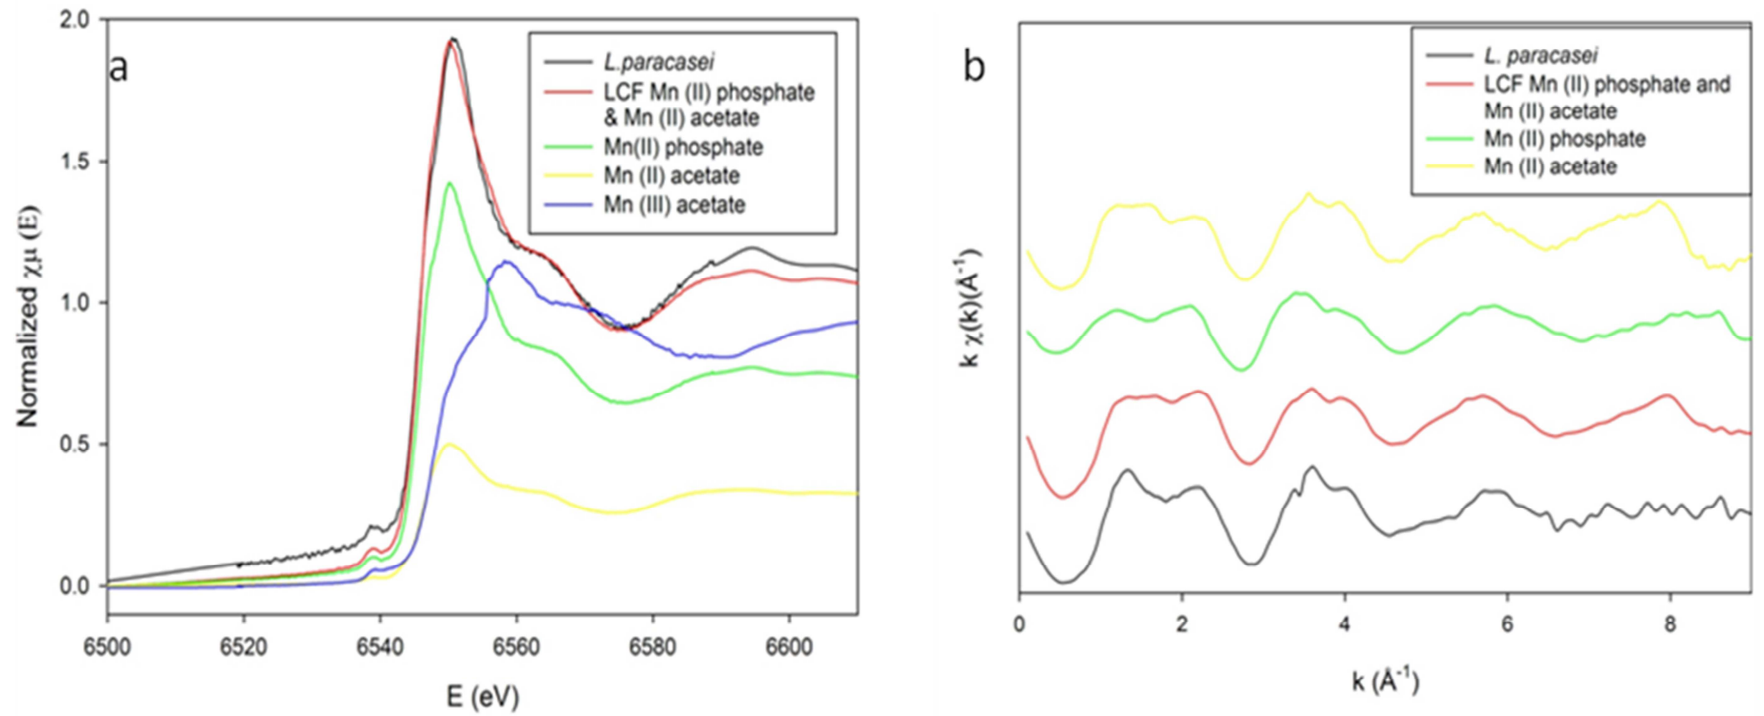 a
2.0
1.5
1.0
0.5
0.0
Normalized χμ (E)
6500 6520 6540 6560 6580 6600
E (eV)
L.paracasei
LCF Mn (II) phosphate
& Mn (II) acetate
Mn(II) phosphate
Mn (II) acetate
Mn (III) acetate
b
k χ(k)(Å⁻¹)
0 2 4 6 8
k (Å⁻¹)
L. paracasei
LCF Mn (II) phosphate and
Mn (II) acetate
Mn (II) phosphate
Mn (II) acetate